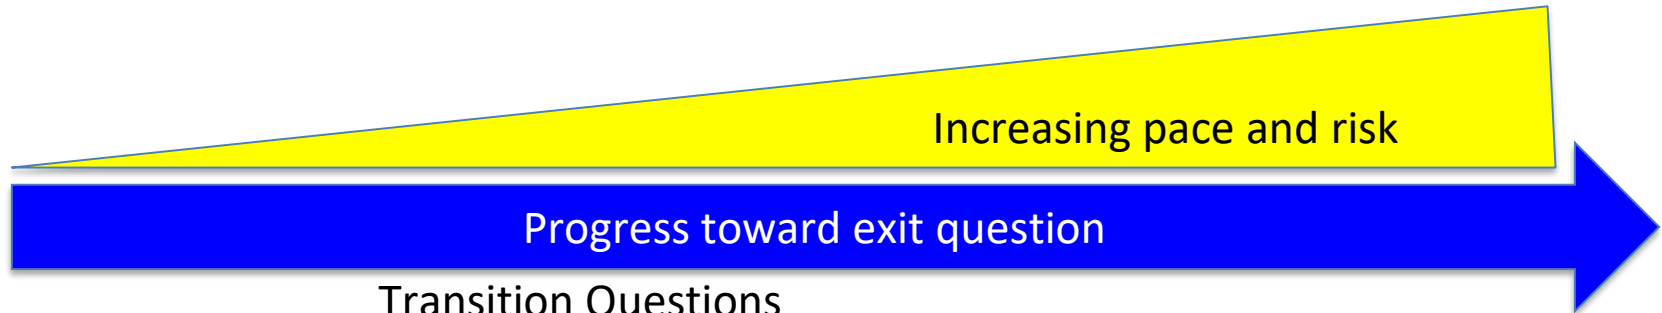 Increasing pace and risk
Progress toward exit question
Transition Questions